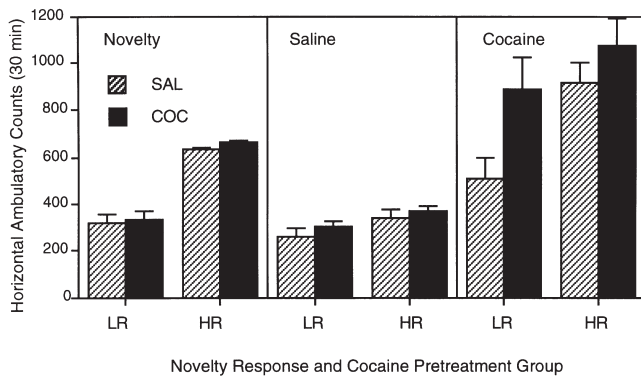 Horizontal Ambulatory Counts (30 min)
1200
1000
800
600
400
200
0
Novelty
Saline
Cocaine
SAL
COC
LR
HR
LR
HR
LR
HR
Novelty Response and Cocaine Pretreatment Group